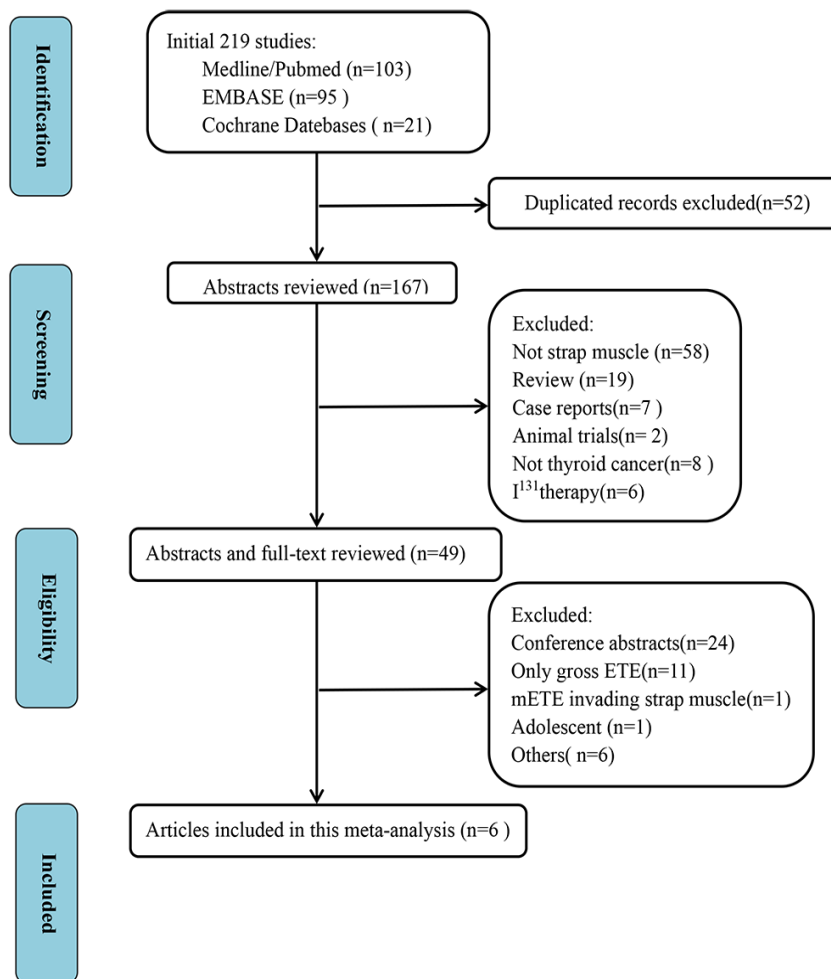 Identification
Initial 219 studies:
Medline/Pubmed (n=103)
EMBASE (n=95 )
Cochrane Datebases ( n=21)
Duplicated records excluded(n=52)
Screening
Abstracts reviewed (n=167)
Excluded:
Not strap muscle (n=58)
Review (n=19)
Case reports(n=7 )
Animal trials(n= 2)
Not thyroid cancer(n=8 )
I¹³¹therapy(n=6)
Eligibility
Abstracts and full-text reviewed (n=49)
Excluded:
Conference abstracts(n=24)
Only gross ETE(n=11)
mETE invading strap muscle(n=1)
Adolescent (n=1)
Others( n=6)
Included
Articles included in this meta-analysis (n=6 )